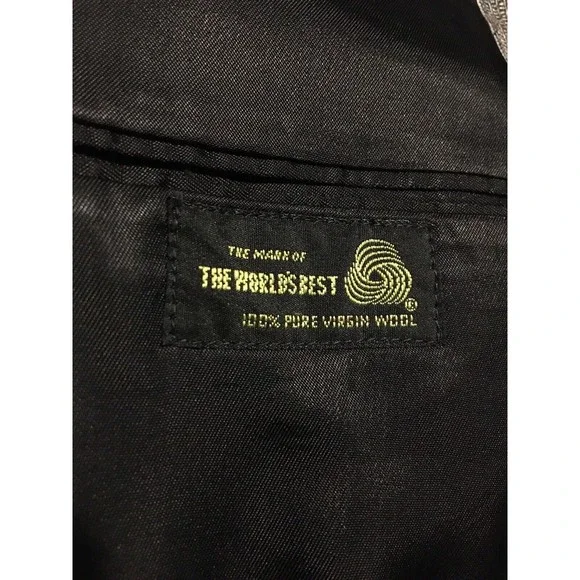 THE MARK OF
THE WORLD'S BEST
®
100% PURE VIRGIN WOOL